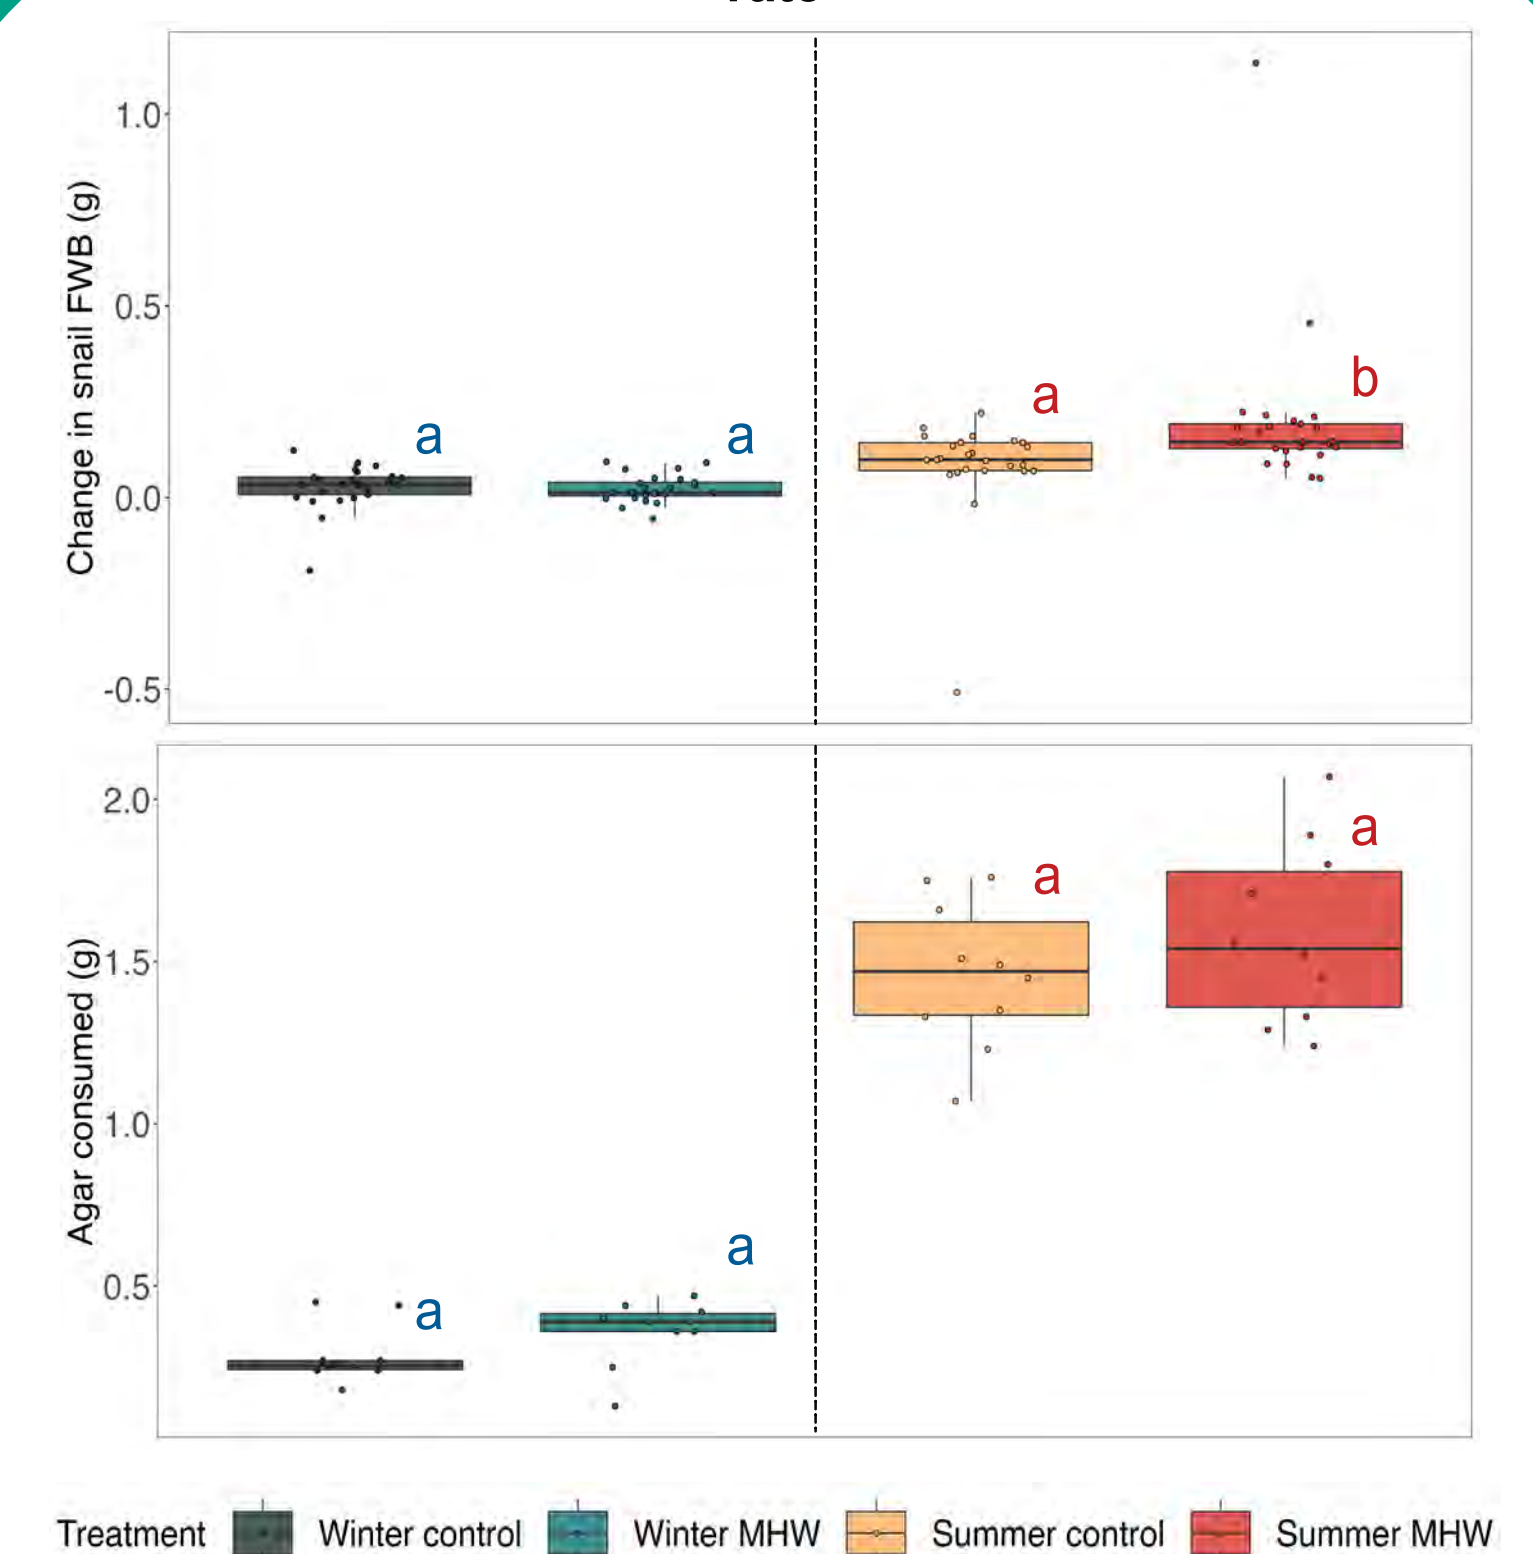 1.0
0.5
0.0
-0.5
Change in snail FWB (g)
a
a
a
b
2.0
1.5
1.0
0.5
Agar consumed (g)
a
a
a
a
Treatment Winter control Winter MHW Summer control Summer MHW